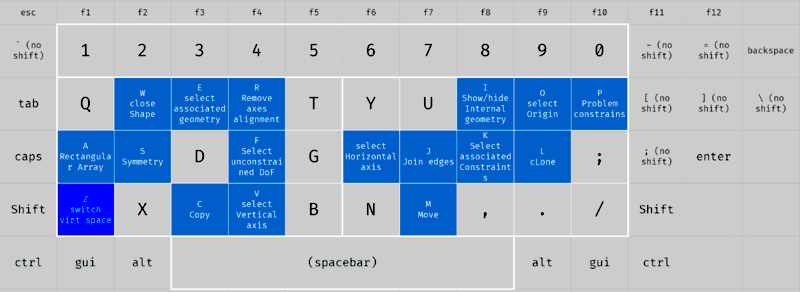 esc f1 f2 f3 f4 f5 f6 f7 f8 f9 f10 f11 f12
` (no shift) 1 2 3 4 5 6 7 8 9 0 - (no shift) = (no shift) backspace
tab Q W close Shape E select associated geometry R Remove axes alignment T Y U I Show/hide Internal geometry O select Origin P Problem constrains [ (no shift) ] (no shift) \ (no shift)
caps A Rectangular Array S Symmetry D F Select unconstrained DoF G select Horizontal axis J Join edges K Select associated Constraints L cLone ; ; (no shift) enter
Shift Z switch virt space X C Copy V select Vertical axis B N M Move , . / Shift
ctrl gui alt (spacebar) alt gui ctrl